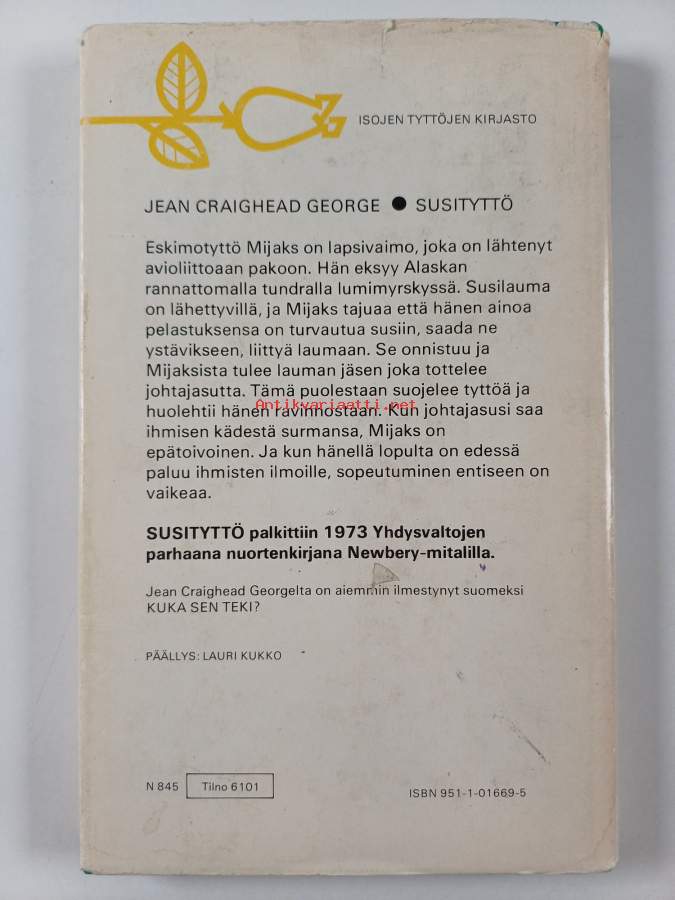 ISOJEN TYTTÖJEN KIRJASTO
JEAN CRAIGHEAD GEORGE ● SUSITYTTÖ
Eskimotyttö Mijaks on lapsivaimo, joka on lähtenyt
avioliittoaan pakoon. Hän eksyy Alaskan
rannattomalla tundralla lumimyrskyssä. Susilauma
on lähettyvillä, ja Mijaks tajuaa että hänen ainoa
pelastuksensa on turvautua susiin, saada ne
ystävikseen, liittyä laumaan. Se onnistuu ja
Mijaksista tulee lauman jäsen joka tottelee
johtajasutta. Tämä puolestaan suojelee tyttöä ja
huolehtii hänen ravinnostaan. Kun johtajasusi saa
Antikvariaatti.net
ihmisen kädestä surmansa, Mijaks on
epätoivoinen. Ja kun hänellä lopulta on edessä
paluu ihmisten ilmoille, sopeutuminen entiseen on
vaikeaa.
SUSITYTTÖ palkittiin 1973 Yhdysvaltojen
parhaana nuortenkirjana Newbery-mitalilla.
Jean Craighead Georgelta on aiemmin ilmestynyt suomeksi
KUKA SEN TEKI?
PÄÄLLYS: LAURI KUKKO
N 845 Tilno 6101
ISBN 951-1-01669-5